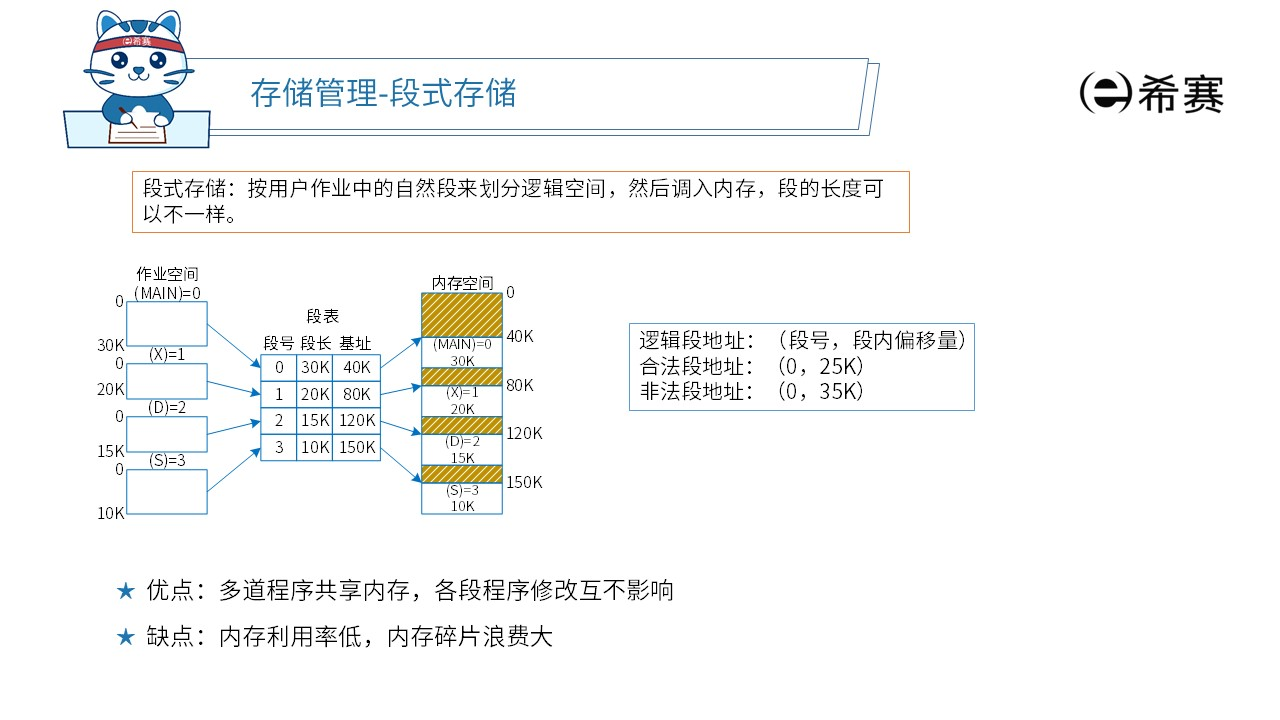 (e)希赛
存储管理-段式存储
(e)希赛
段式存储：按用户作业中的自然段来划分逻辑空间，然后调入内存，段的长度可
以不一样。
作业空间
(MAIN)=0
0
30K
(X)=1
0
20K
(D)=2
0
15K
(S)=3
0
10K
段表
段号 段长 基址
0 30K 40K
1 20K 80K
2 15K 120K
3 10K 150K
内存空间
0
40K
(MAIN)=0
30K
80K
(X)=1
20K
120K
(D)=2
15K
150K
(S)=3
10K
逻辑段地址：（段号，段内偏移量）
合法段地址：（0，25K）
非法段地址：（0，35K）
★ 优点：多道程序共享内存，各段程序修改互不影响
★ 缺点：内存利用率低，内存碎片浪费大